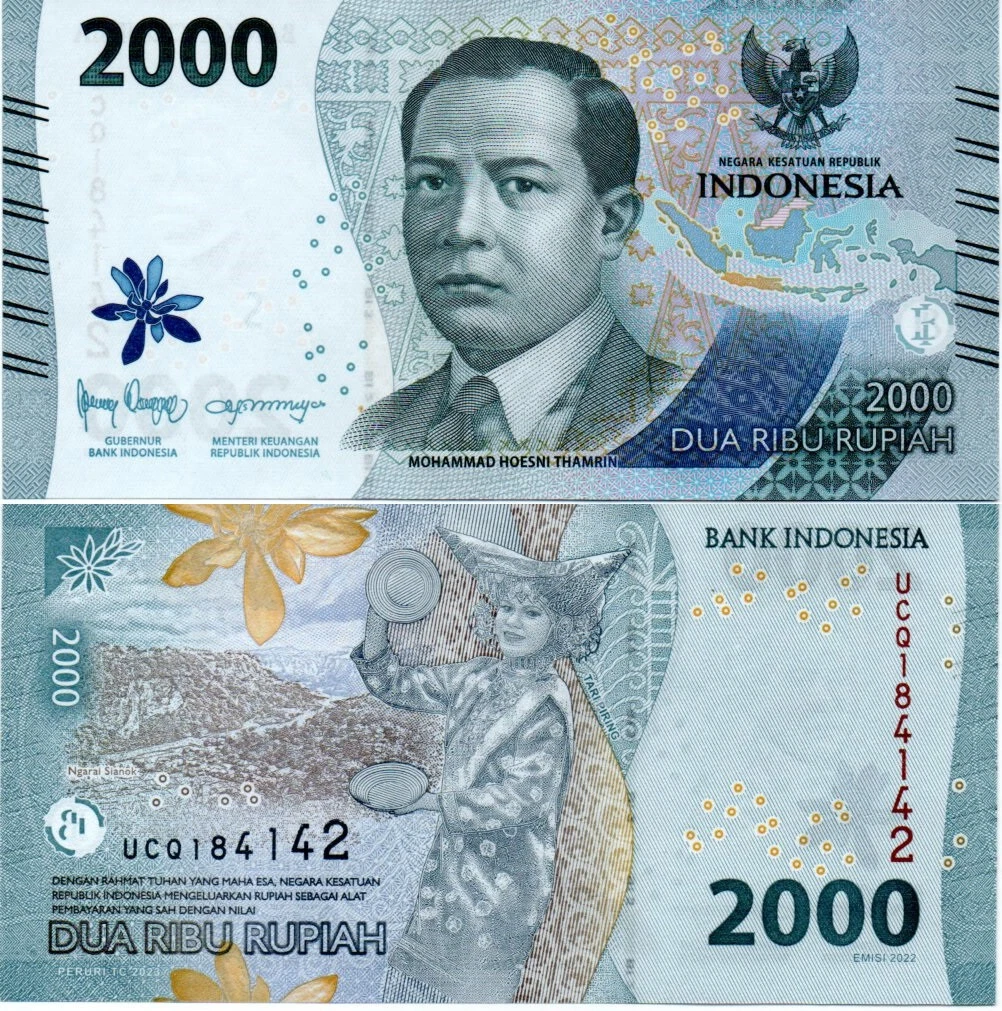 2000
NEGARA KESATUAN REPUBLIK
INDONESIA
GUBERNUR
BANK INDONESIA
MENTERI KEUANGAN
REPUBLIK INDONESIA
MOHAMMAD HOESNI THAMRIN
2000
DUA RIBU RUPIAH
BANK INDONESIA
UCQ184142
2000
TARI PIRING
Ngarai Sianok
UCQ184142
DENGAN RAHMAT TUHAN YANG MAHA ESA, NEGARA KESATUAN
REPUBLIK INDONESIA MENGELUARKAN RUPIAH SEBAGAI ALAT
PEMBAYARAN YANG SAH DENGAN NILAI
DUA RIBU RUPIAH
PERURI TC 2023
2000
EMISI 2022